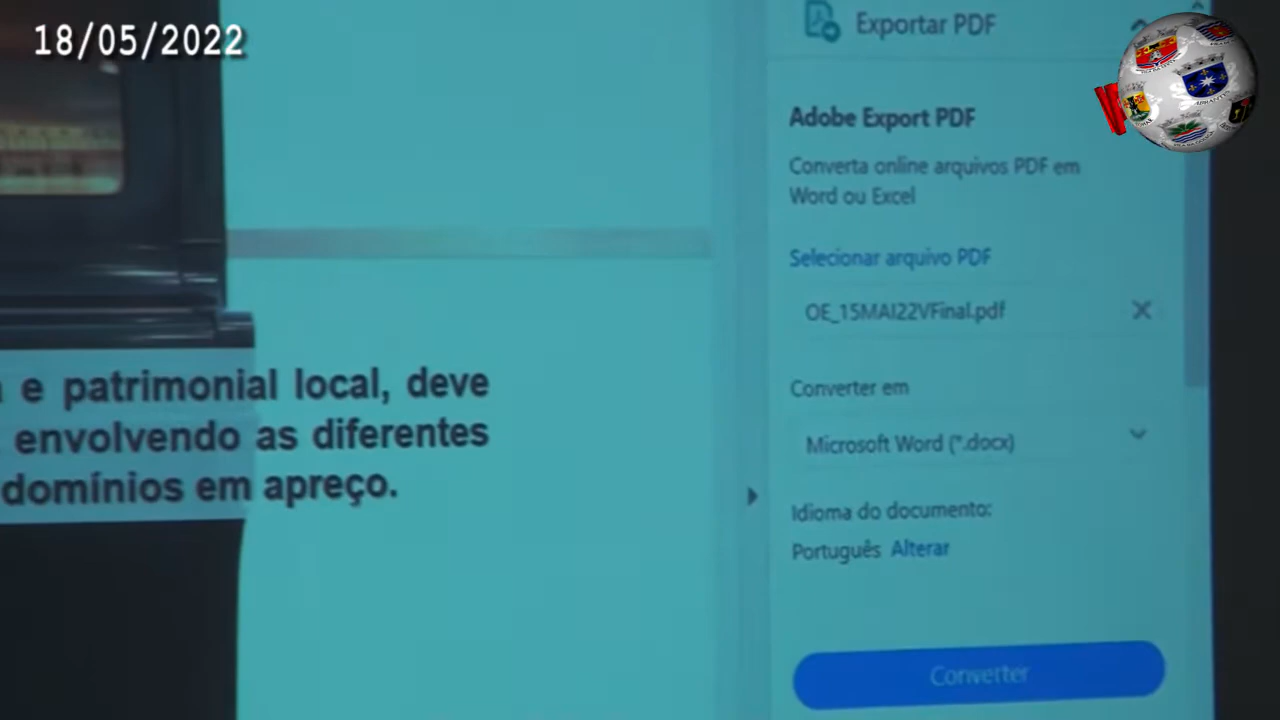 18/05/2022
Exportar PDF
Adobe Export PDF
Converta online arquivos PDF em
Word ou Excel
Selecionar arquivo PDF
OE_15MAI22VFinal.pdf
Converter em
Microsoft Word (*.docx)
Idioma do documento:
Português Alterar
Converter
e patrimonial local, deve
envolvendo as diferentes
domínios em apreço.
ABRANTES